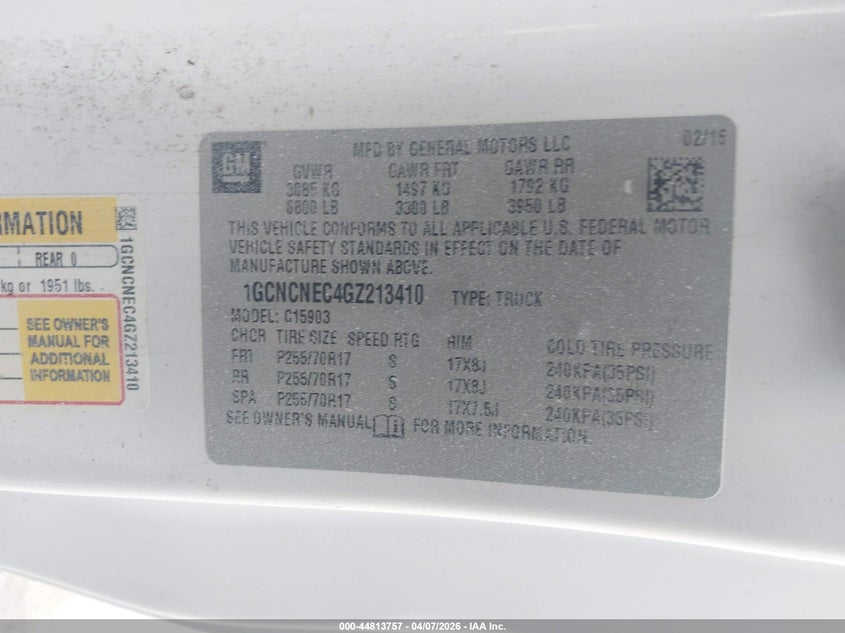 MATION
REAR 0
kg or 1951 lbs.
SEE OWNER'S
MANUAL FOR
ADDITIONAL
INFORMATION
1GCNCNEC4GZ213410
GM
MFD BY GENERAL MOTORS LLC
02/16
GVWR GAWR FRT GAWR RR
3085 KG 1497 KG 1792 KG
6800 LB 3300 LB 3950 LB
THIS VEHICLE CONFORMS TO ALL APPLICABLE U.S. FEDERAL MOTOR
VEHICLE SAFETY STANDARDS IN EFFECT ON THE DATE OF
MANUFACTURE SHOWN ABOVE.
1GCNCNEC4GZ213410 TYPE: TRUCK
MODEL: C15903
CHCR TIRE SIZE SPEED RTG RIM COLD TIRE PRESSURE
FRT P255/70R17 S 17X8J 240KPA(35PSI)
RR P255/70R17 S 17X8J 240KPA(35PSI)
SPA P255/70R17 S 17X7.5J 240KPA(35PSI)
SEE OWNER'S MANUAL i FOR MORE INFORMATION.
000-44813757 - 04/07/2026 - IAA Inc.